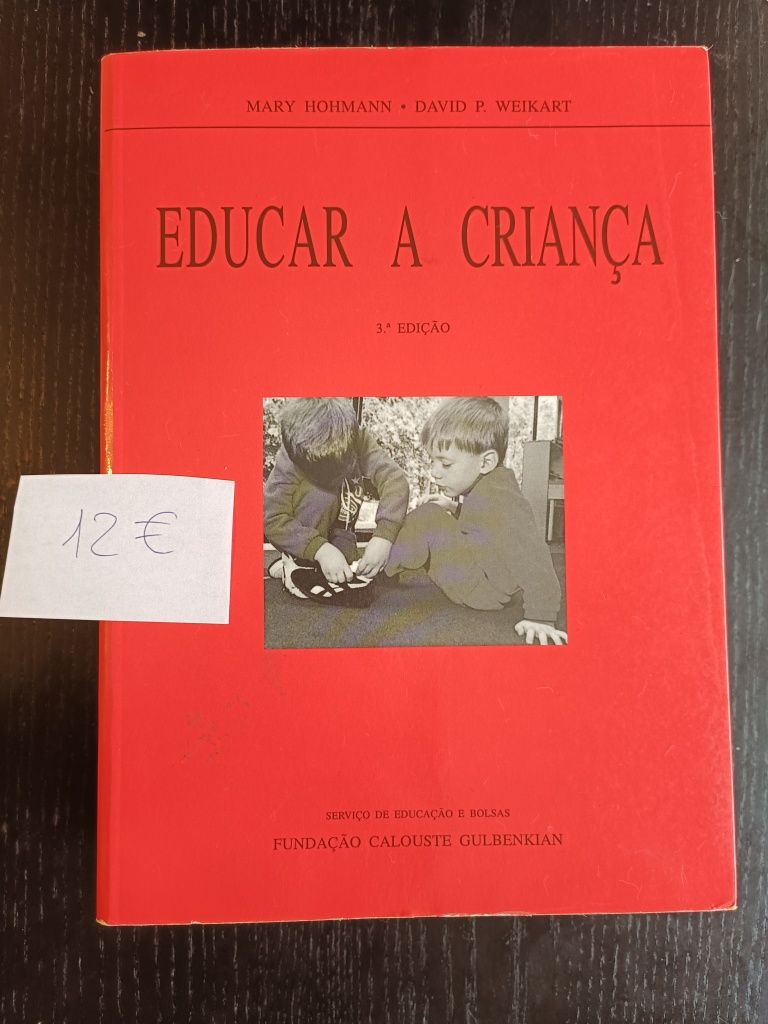 MARY HOHMANN • DAVID P. WEIKART
EDUCAR A CRIANÇA
3.ª EDIÇÃO
12 €
SERVIÇO DE EDUCAÇÃO E BOLSAS
FUNDAÇÃO CALOUSTE GULBENKIAN